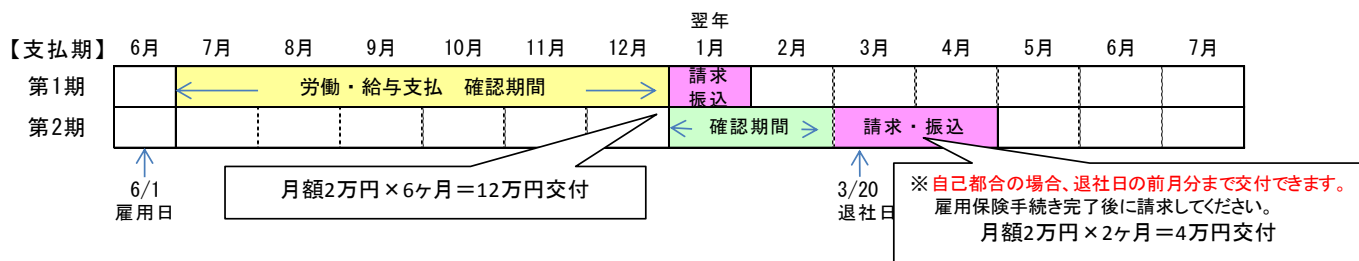 翌年
【支払期】 6月 7月 8月 9月 10月 11月 12月 1月 2月 3月 4月 5月 6月 7月
第1期 労働・給与支払 確認期間 請求
振込
第2期 確認期間 請求・振込
月額2万円×6ヶ月=12万円交付
6/1
雇用日
3/20
退社日
※自己都合の場合、退社日の前月分まで交付できます。
雇用保険手続き完了後に請求してください。
月額2万円×2ヶ月=4万円交付